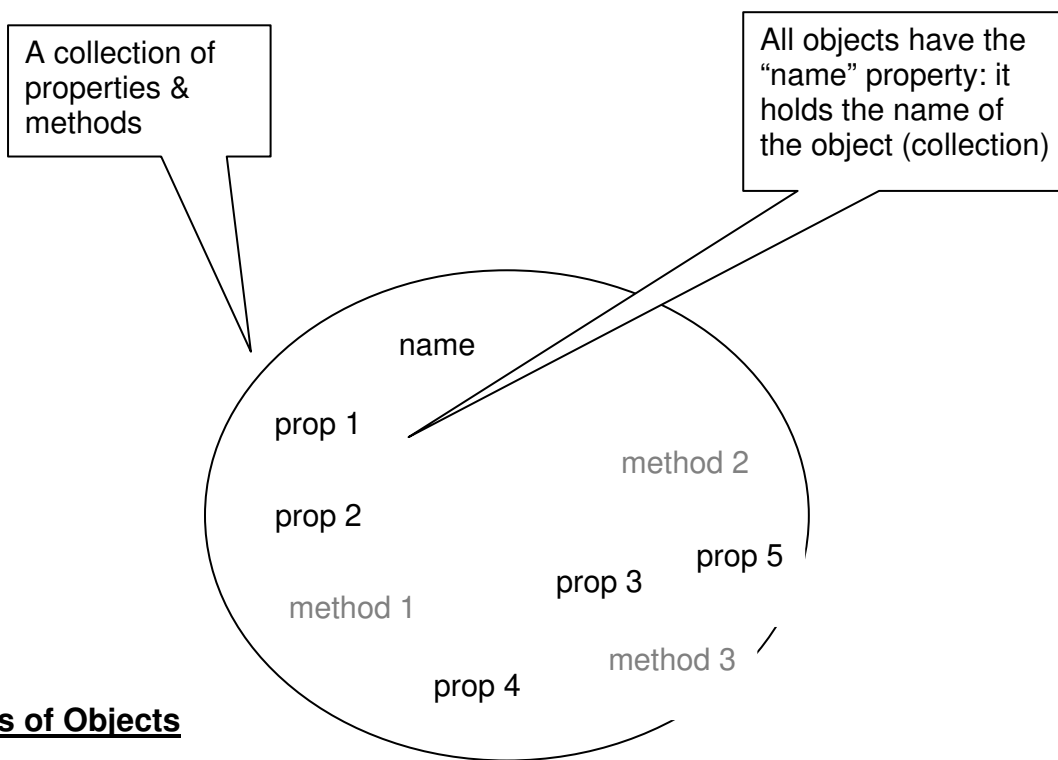 A collection of
properties &
methods
All objects have the
“name” property: it
holds the name of
the object (collection)
name
prop 1
method 2
prop 2
prop 5
prop 3
method 1
method 3
prop 4
s of Objects